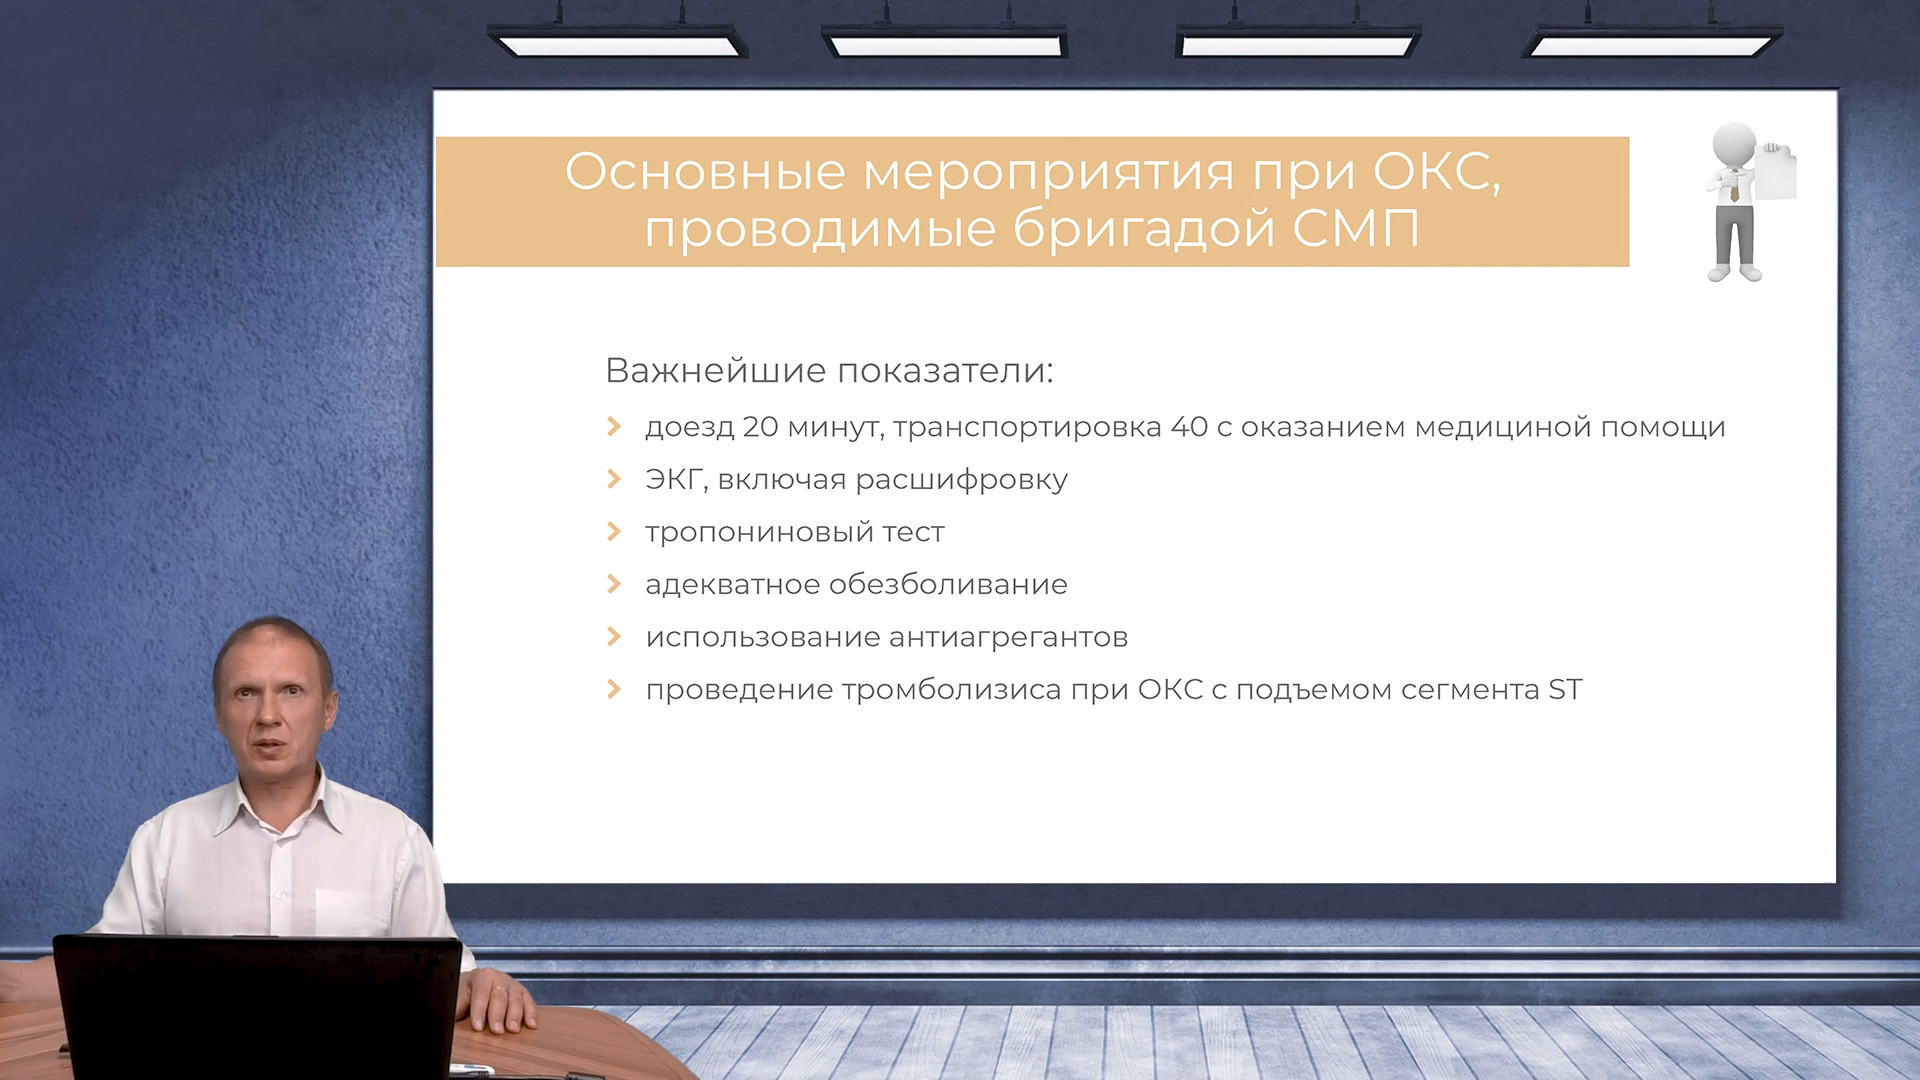 Основные мероприятия при ОКС,
проводимые бригадой СМП
Важнейшие показатели:
доезд 20 минут, транспортировка 40 с оказанием медициной помощи
ЭКГ, включая расшифровку
тропониновый тест
адекватное обезболивание
использование антиагрегантов
проведение тромболизиса при ОКС с подъемом сегмента ST